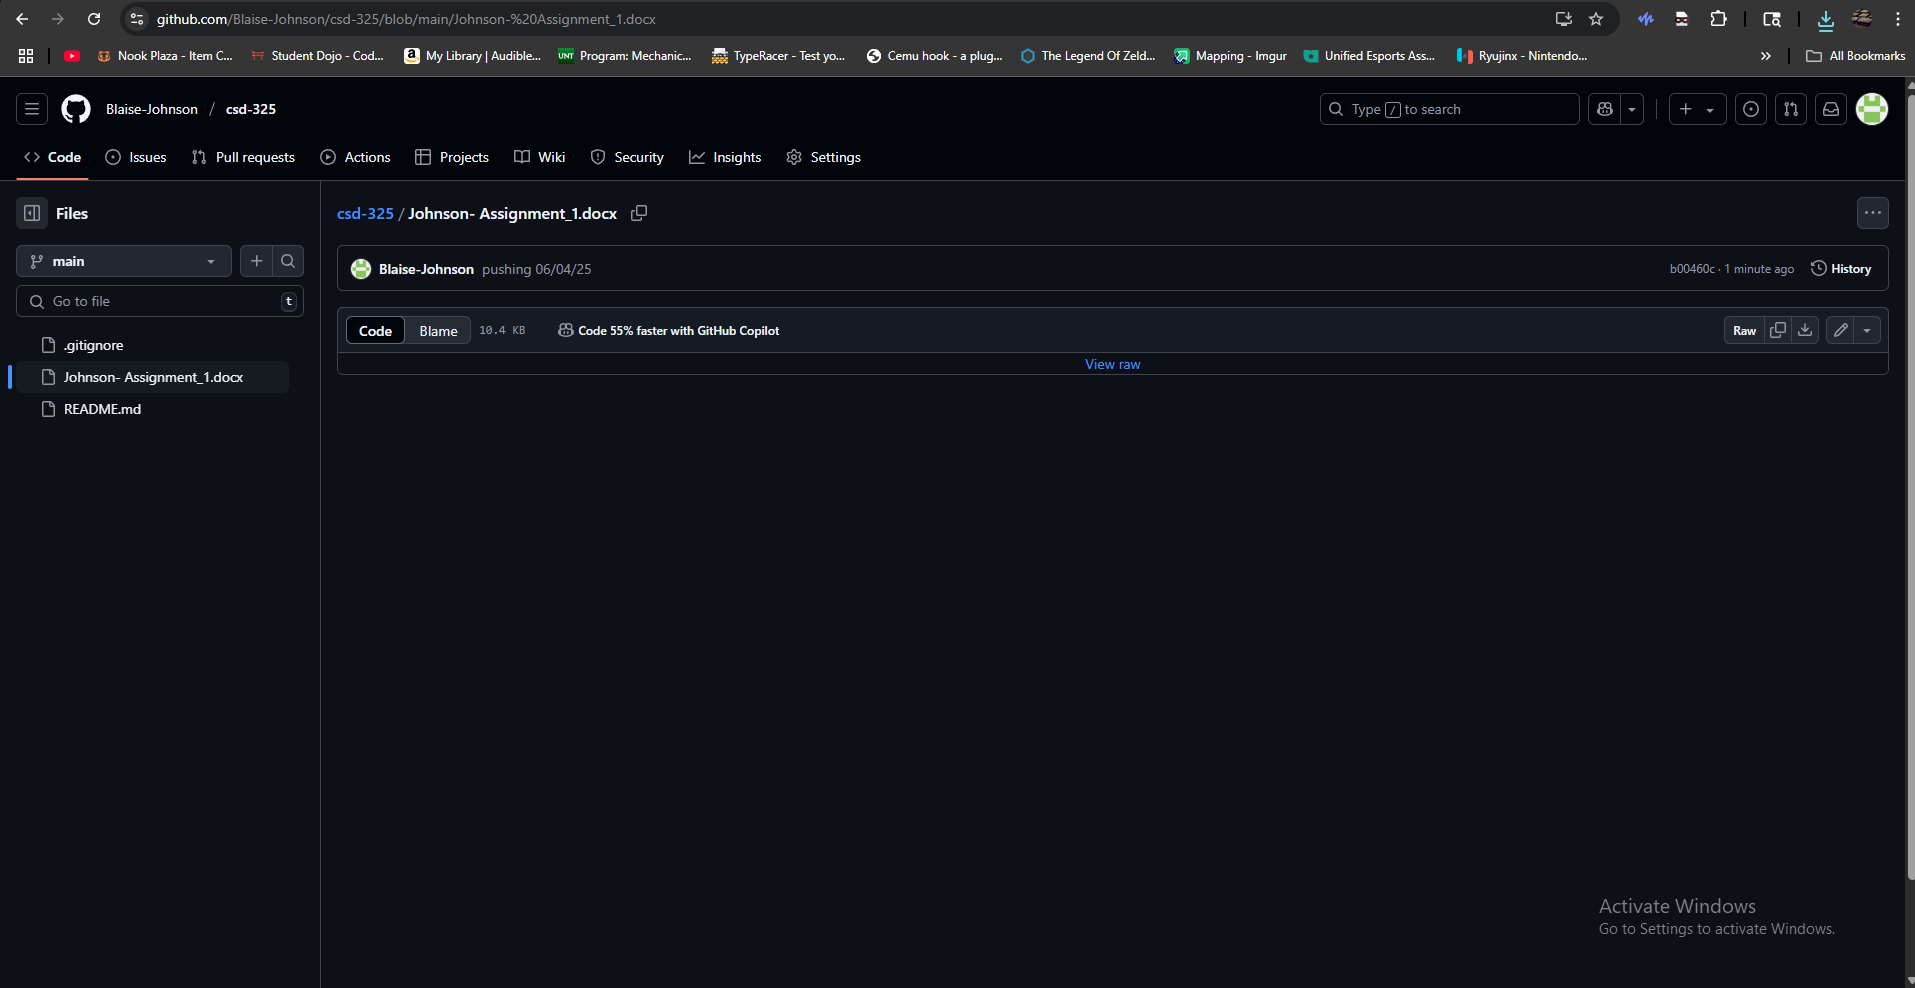 github.com/Blaise-Johnson/csd-325/blob/main/Johnson-%20Assignment_1.docx
Nook Plaza - Item C... Student Dojo - Cod... My Library | Audible... UNT Program: Mechanic... TypeRacer - Test yo... Cemu hook - a plug... The Legend Of Zeld... Mapping - Imgur Unified Esports Ass... Ryujinx - Nintendo... » All Bookmarks
Blaise-Johnson / csd-325 Type / to search
Code Issues Pull requests Actions Projects Wiki Security Insights Settings
Files
csd-325 / Johnson- Assignment_1.docx
main
Blaise-Johnson pushing 06/04/25 b00460c · 1 minute ago History
Go to file t
Code Blame 10.4 KB Code 55% faster with GitHub Copilot Raw
.gitignore
View raw
Johnson- Assignment_1.docx
README.md
Activate Windows
Go to Settings to activate Windows.